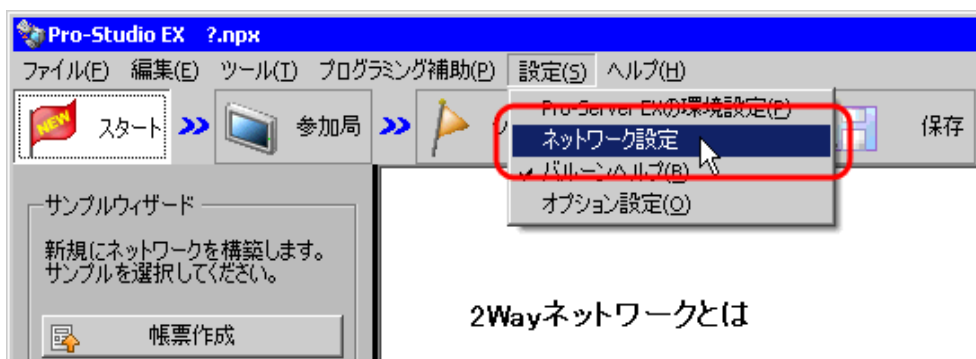 Pro-Studio EX ?.npx
ファイル(F) 編集(E) ツール(T) プログラミング補助(P) 設定(S) ヘルプ(H)
NEW スタート 参加局 保存
Pro-Server EXの環境設定(P)
ネットワーク設定
バルーンヘルプ(B)
オプション設定(O)
サンプルウィザード
新規にネットワークを構築します。
サンプルを選択してください。
帳票作成
2Wayネットワークとは